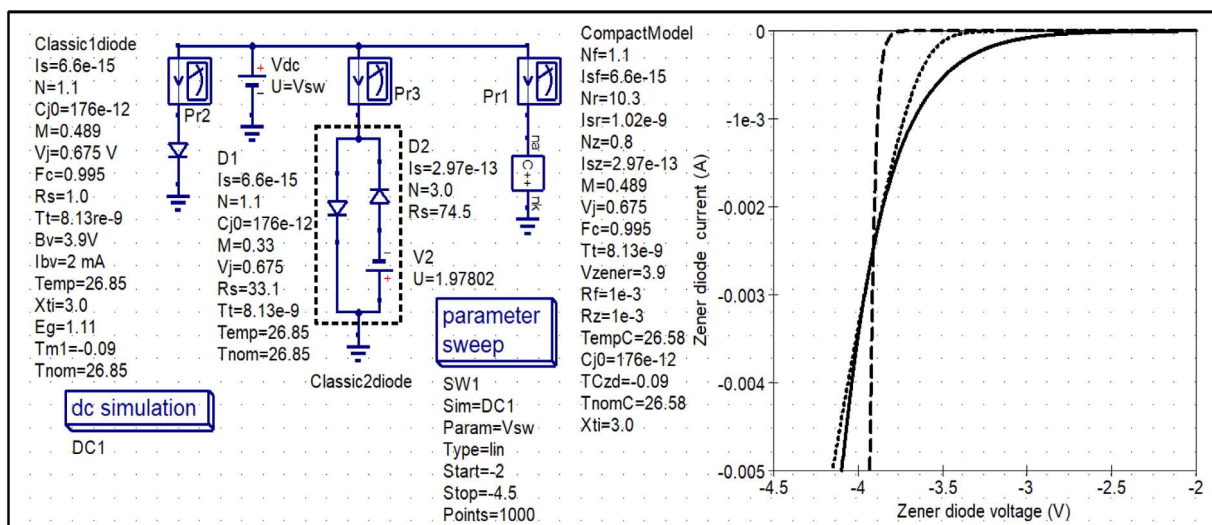 Classic1diode
Is=6.6e-15
N=1.1
Cj0=176e-12
M=0.489
Vj=0.675 V
Fc=0.995
Rs=1.0
Tt=8.13re-9
Bv=3.9V
Ibv=2 mA
Temp=26.85
Xti=3.0
Eg=1.11
Tm1=-0.09
Tnom=26.85
dc simulation
DC1
Pr2
Vdc
U=Vsw
+
−
Pr3
Pr1
D1
Is=6.6e-15
N=1.1
Cj0=176e-12
M=0.33
Vj=0.675
Rs=33.1
Tt=8.13e-9
Temp=26.85
Tnom=26.85
D2
Is=2.97e-13
N=3.0
Rs=74.5
−
+
V2
U=1.97802
Classic2diode
na
C++
nk
parameter
sweep
SW1
Sim=DC1
Param=Vsw
Type=lin
Start=-2
Stop=-4.5
Points=1000
CompactModel
Nf=1.1
Isf=6.6e-15
Nr=10.3
Isr=1.02e-9
Nz=0.8
Isz=2.97e-13
M=0.489
Vj=0.675
Fc=0.995
Tt=8.13e-9
Vzener=3.9
Rf=1e-3
Rz=1e-3
TempC=26.58
Cj0=176e-12
TCzd=-0.09
TnomC=26.58
Xti=3.0
Zener diode current (A)
0
-1e-3
-0.002
-0.003
-0.004
-0.005
-4.5
-4
-3.5
-3
-2.5
-2
Zener diode voltage (V)